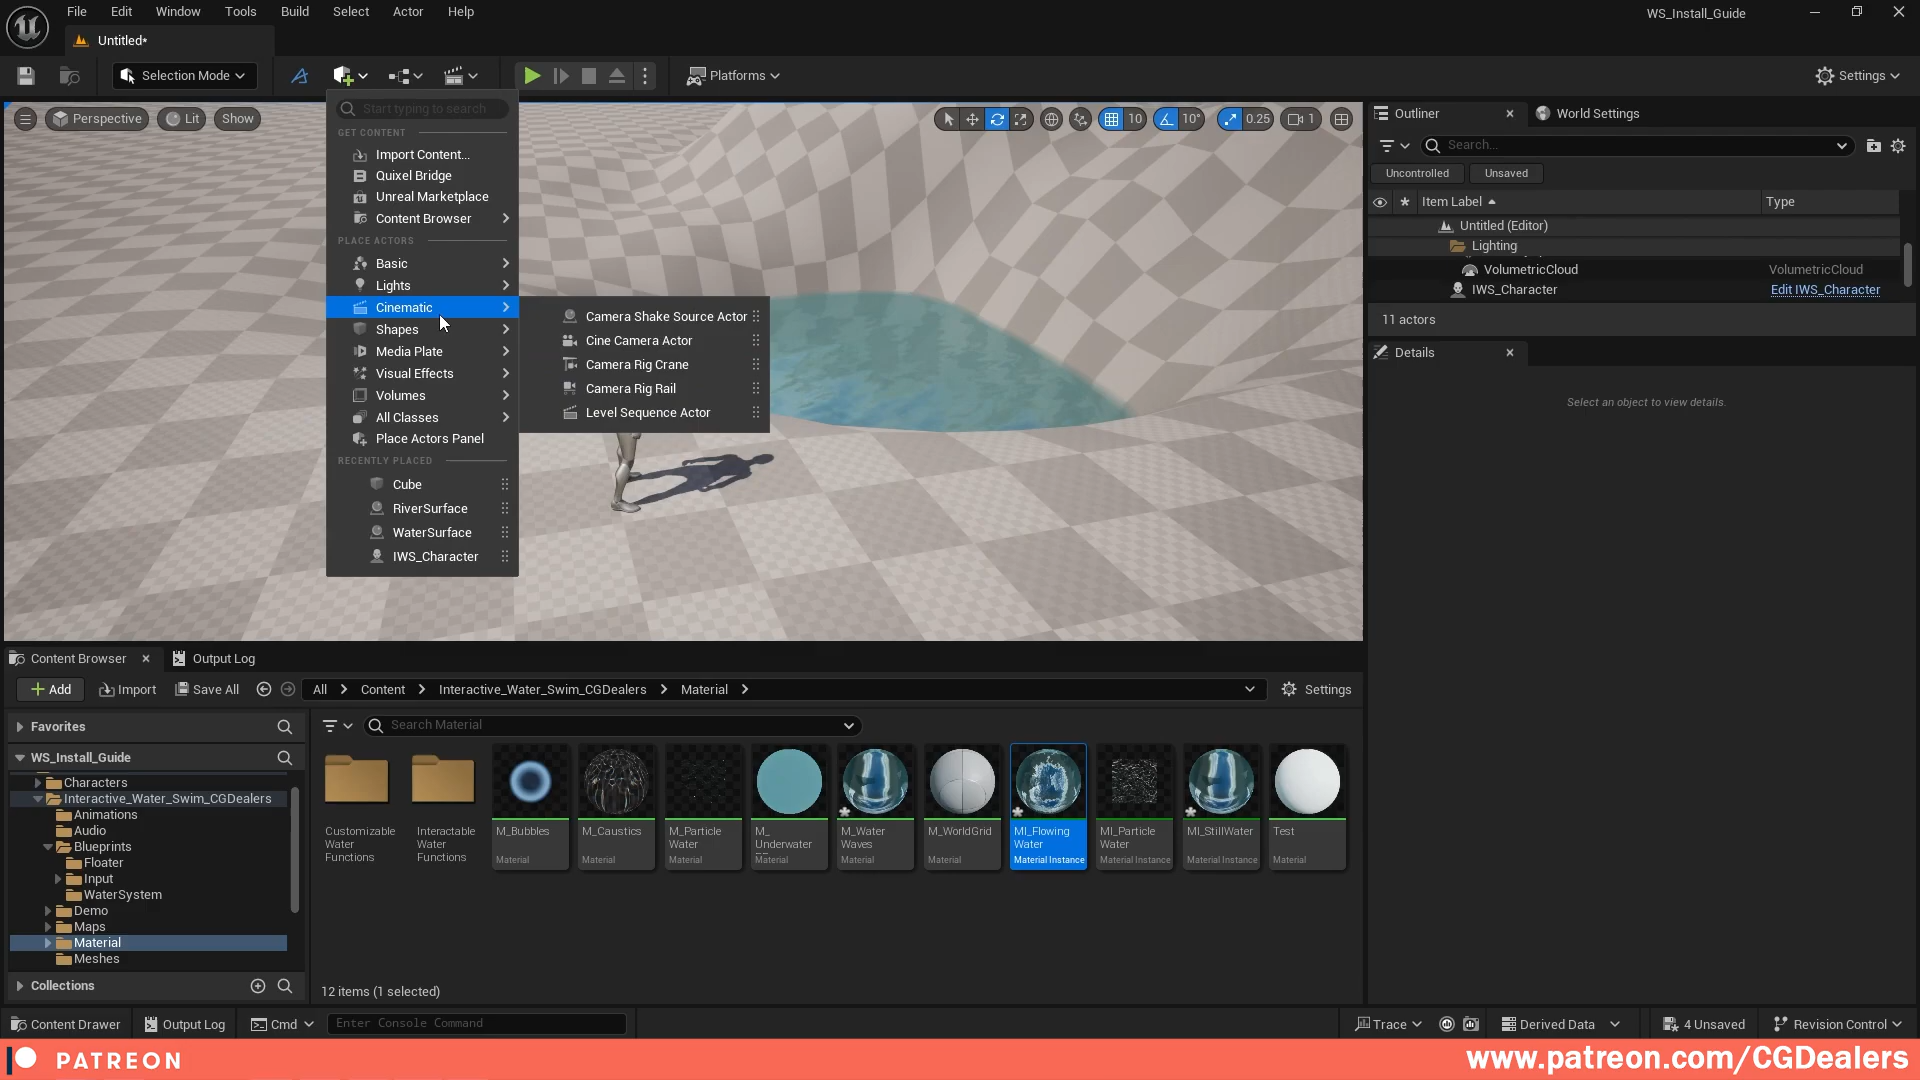 File Edit Window Tools Build Select Actor Help
WS_Install_Guide
Untitled*
Selection Mode
Platforms
Settings
Perspective Lit Show
10 10° 0.25 1
Start typing to search
GET CONTENT
Import Content...
Quixel Bridge
Unreal Marketplace
Content Browser
PLACE ACTORS
Basic
Lights
Cinematic
Shapes
Media Plate
Visual Effects
Volumes
All Classes
Place Actors Panel
RECENTLY PLACED
Cube
RiverSurface
WaterSurface
IWS_Character
Camera Shake Source Actor
Cine Camera Actor
Camera Rig Crane
Camera Rig Rail
Level Sequence Actor
Outliner World Settings
Search...
Uncontrolled Unsaved
Item Label Type
Untitled (Editor)
Lighting
VolumetricCloud VolumetricCloud
IWS_Character Edit IWS_Character
11 actors
Details
Select an object to view details.
Content Browser Output Log
Add Import Save All All Content Interactive_Water_Swim_CGDealers Material Settings
Favorites
Search Material
WS_Install_Guide
Characters
Interactive_Water_Swim_CGDealers
Animations
Audio
Blueprints
Floater
Input
WaterSystem
Demo
Maps
Material
Meshes
Collections
Customizable
Water
Functions
Interactable
Water
Functions
M_Bubbles
Material
M_Caustics
Material
M_Particle
Water
Material
M_
Underwater
Material
M_Water
Waves
Material
M_WorldGrid
Material
MI_Flowing
Water
Material Instance
MI_Particle
Water
Material Instance
MI_StillWater
Material Instance
Test
Material
12 items (1 selected)
Content Drawer Output Log Cmd Enter Console Command Trace Derived Data 4 Unsaved Revision Control
PATREON www.patreon.com/CGDealers